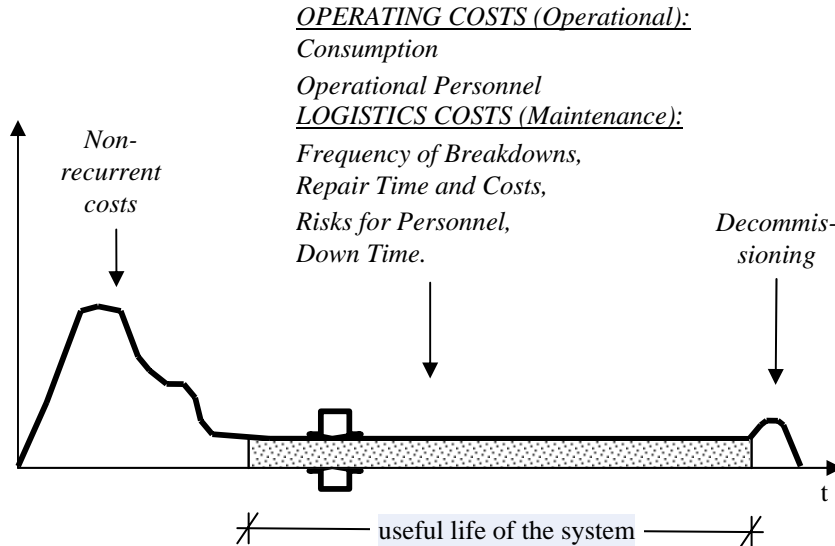 OPERATING COSTS (Operational):
Consumption
Operational Personnel
LOGISTICS COSTS (Maintenance):
Frequency of Breakdowns,
Repair Time and Costs,
Risks for Personnel,
Down Time.
Non-
recurrent
costs
Decommis-
sioning
t
useful life of the system